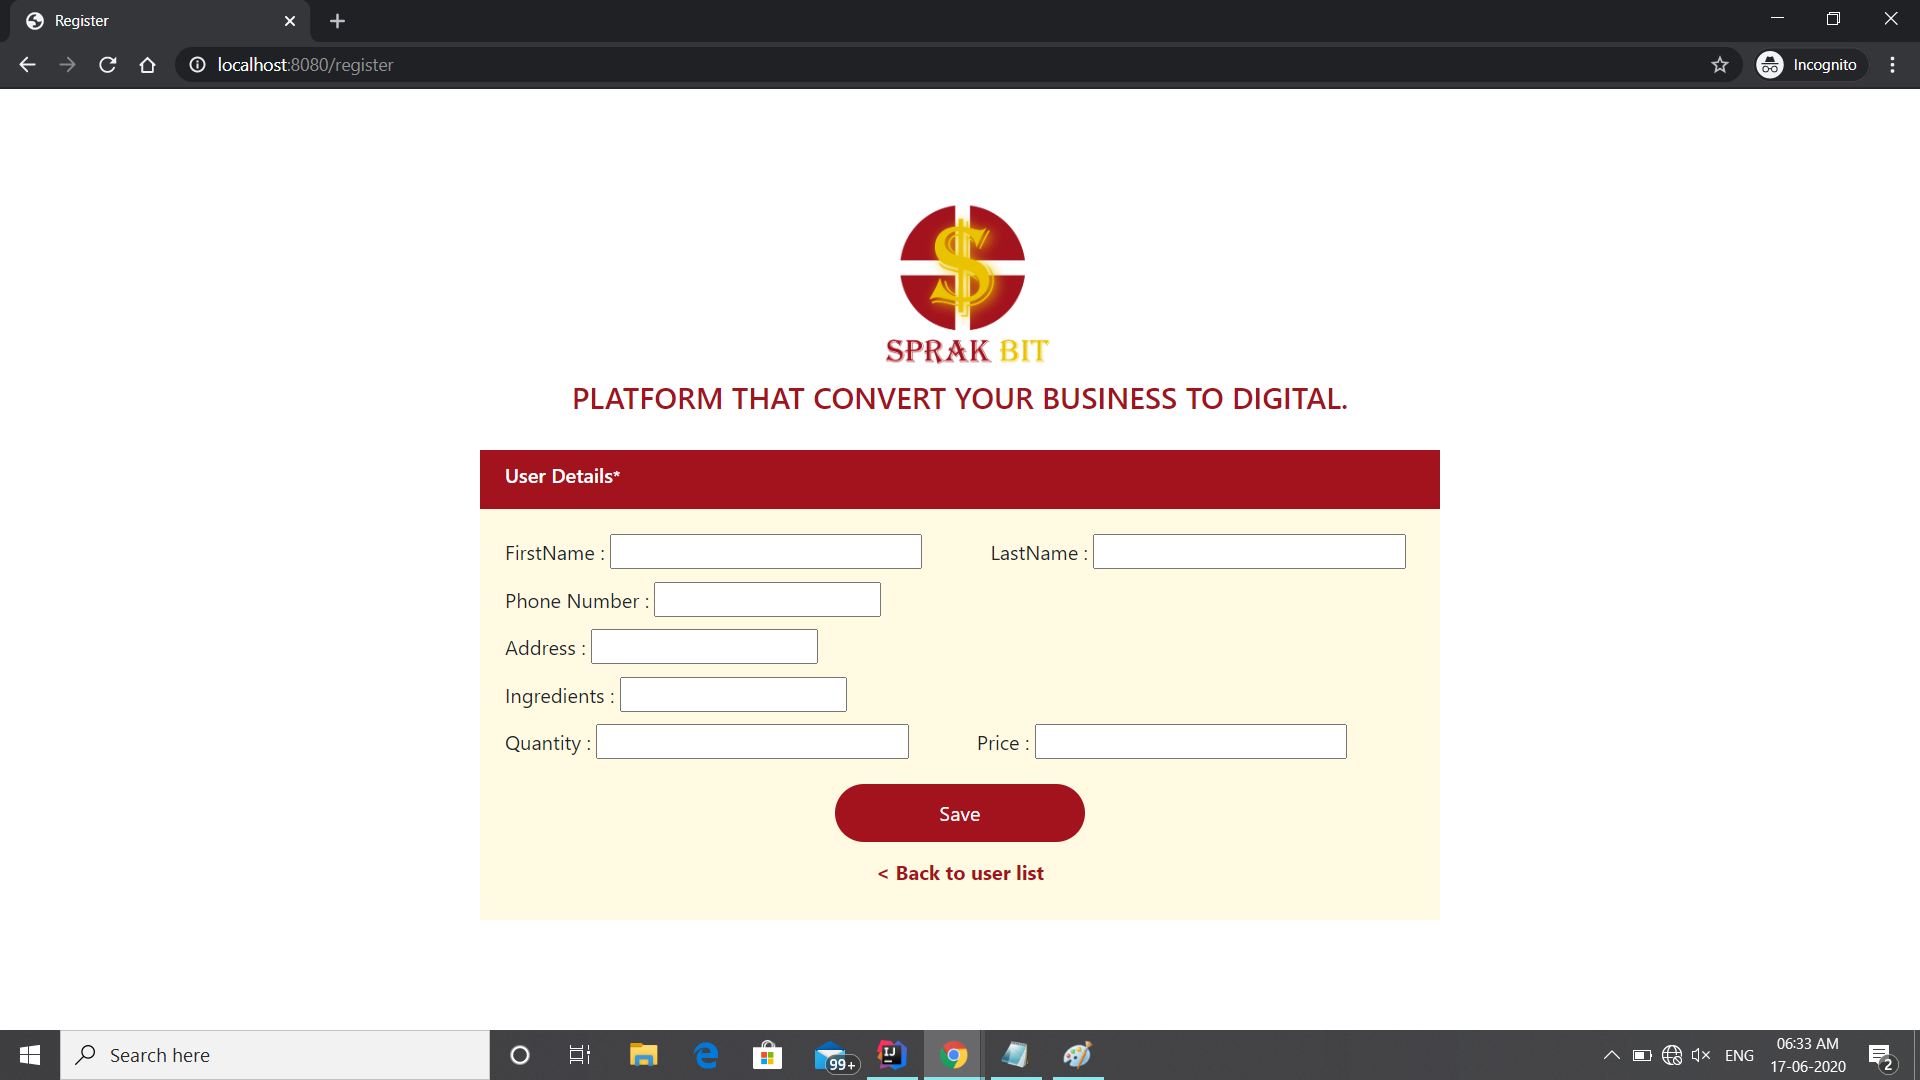 Register
localhost:8080/register
Incognito
SPRAK BIT
PLATFORM THAT CONVERT YOUR BUSINESS TO DIGITAL.
User Details*
FirstName :
LastName :
Phone Number :
Address :
Ingredients :
Quantity :
Price :
Save
< Back to user list
Search here
99+
IJ
ENG
06:33 AM
17-06-2020
2